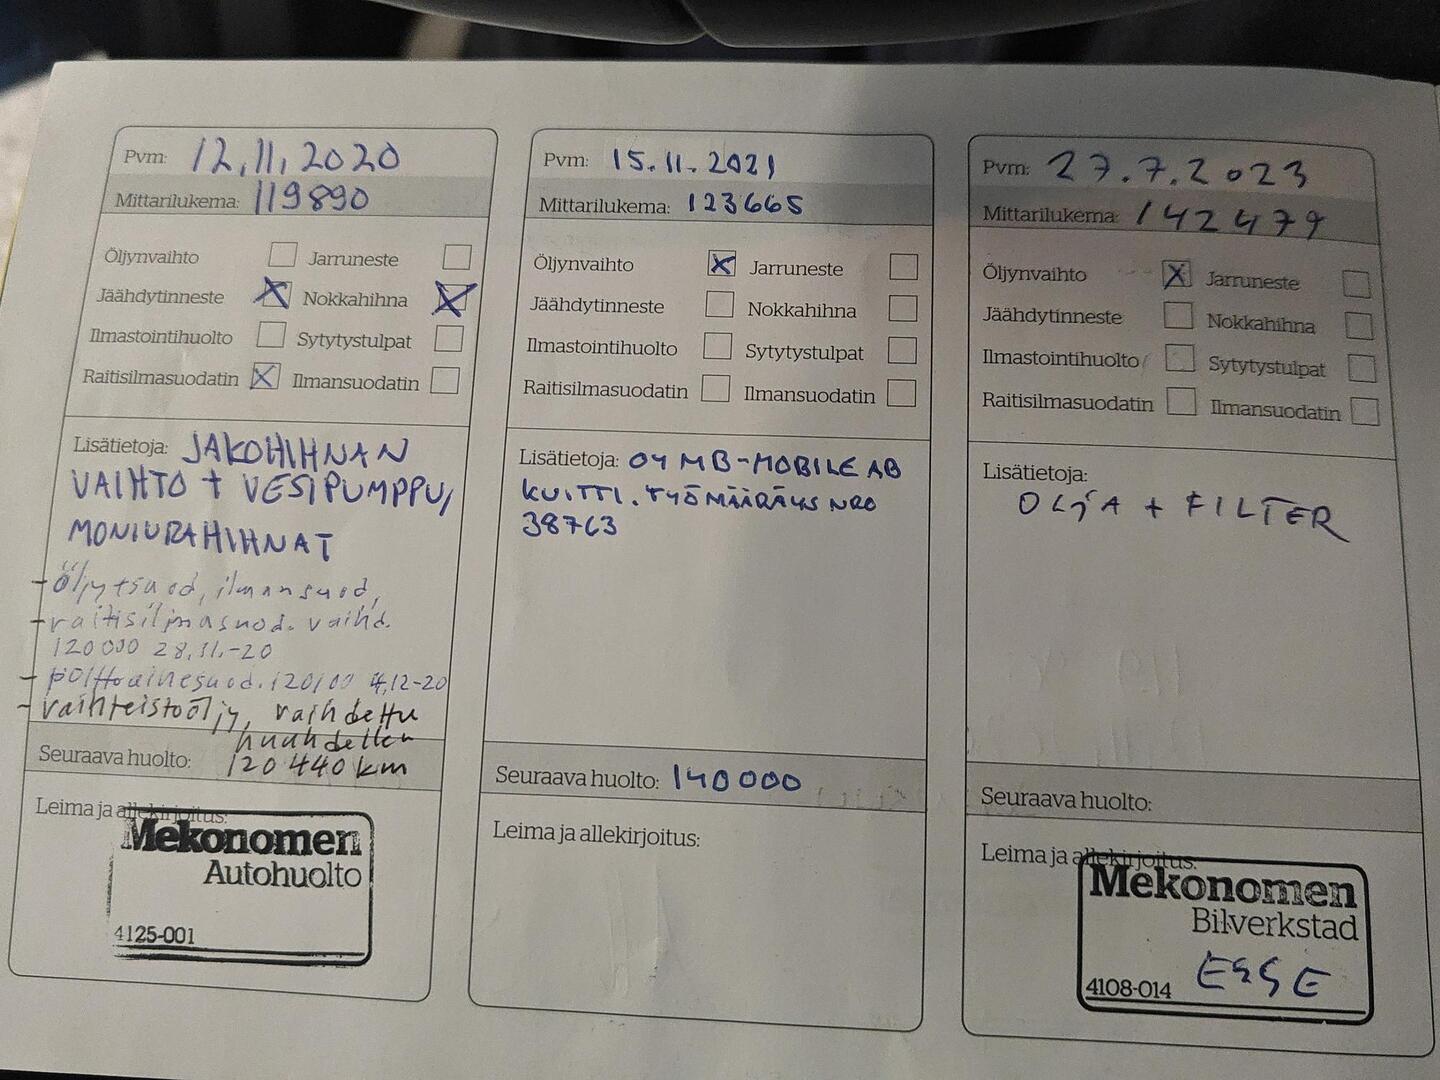 Pvm: 12.11.2020
Mittarilukema: 119890
Öljynvaihto Jarruneste
Jäähdytinneste X Nokkahihna X
Ilmastointihuolto Sytytystulpat
Raitisilmasuodatin X Ilmansuodatin
Lisätietoja: JAKOHIHNAN
VAIHTO + VESIPUMPPU/
MONIURAHIHNAT
- öljytsuod, ilmansuod,
- raitisilmasuod. vaihd.
120000 28.11.-20
- polttoainesuod. 120100 4.12-20
- vaihteistoöljy, vaihdettu
huuhdellen
Seuraava huolto: 120440km
Leima ja allekirjoitus:
Mekonomen
Autohuolto
4125-001
Pvm: 15.11.2021
Mittarilukema: 123665
Öljynvaihto X Jarruneste
Jäähdytinneste Nokkahihna
Ilmastointihuolto Sytytystulpat
Raitisilmasuodatin Ilmansuodatin
Lisätietoja: OY MB-MOBILE AB
KUITTI. TYÖMÄÄRÄYS NRO
38763
Seuraava huolto: 140000
Leima ja allekirjoitus:
Pvm: 27.7.2023
Mittarilukema: 142479
Öljynvaihto X Jarruneste
Jäähdytinneste Nokkahihna
Ilmastointihuolto Sytytystulpat
Raitisilmasuodatin Ilmansuodatin
Lisätietoja:
OLJA + FILTER
Seuraava huolto:
Leima ja allekirjoitus:
Mekonomen
Bilverkstad
4108-014 ESSE